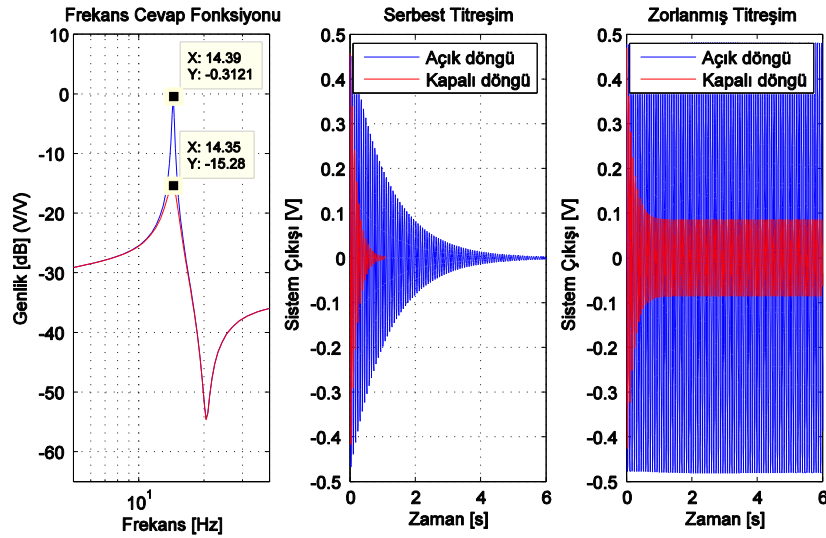 Frekans Cevap Fonksiyonu
10
0
-10
-20
-30
-40
-50
-60
X: 14.39
Y: -0.3121
X: 14.35
Y: -15.28
Genlik [dB] (V/V)
10^1
Frekans [Hz]
Serbest Titreşim
Açık döngü
Kapalı döngü
0.5
0.4
0.3
0.2
0.1
0
-0.1
-0.2
-0.3
-0.4
-0.5
Sistem Çıkışı [V]
0 2 4 6
Zaman [s]
Zorlanmış Titreşim
Açık döngü
Kapalı döngü
0.5
0.4
0.3
0.2
0.1
0
-0.1
-0.2
-0.3
-0.4
-0.5
Sistem Çıkışı [V]
0 2 4 6
Zaman [s]